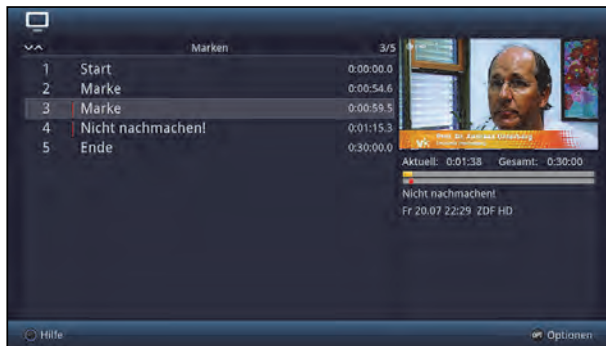 Marken 3/5
1 Start 0:00:00.0
2 Marke 0:00:54.6
3 Marke 0:00:59.5
4 Nicht nachmachen! 0:01:15.3
5 Ende 0:30:00.0
Aktuell: 0:01:38 Gesamt: 0:30:00
Nicht nachmachen!
Fr 20.07 22:29 ZDF HD
Hilfe
OPT Optionen